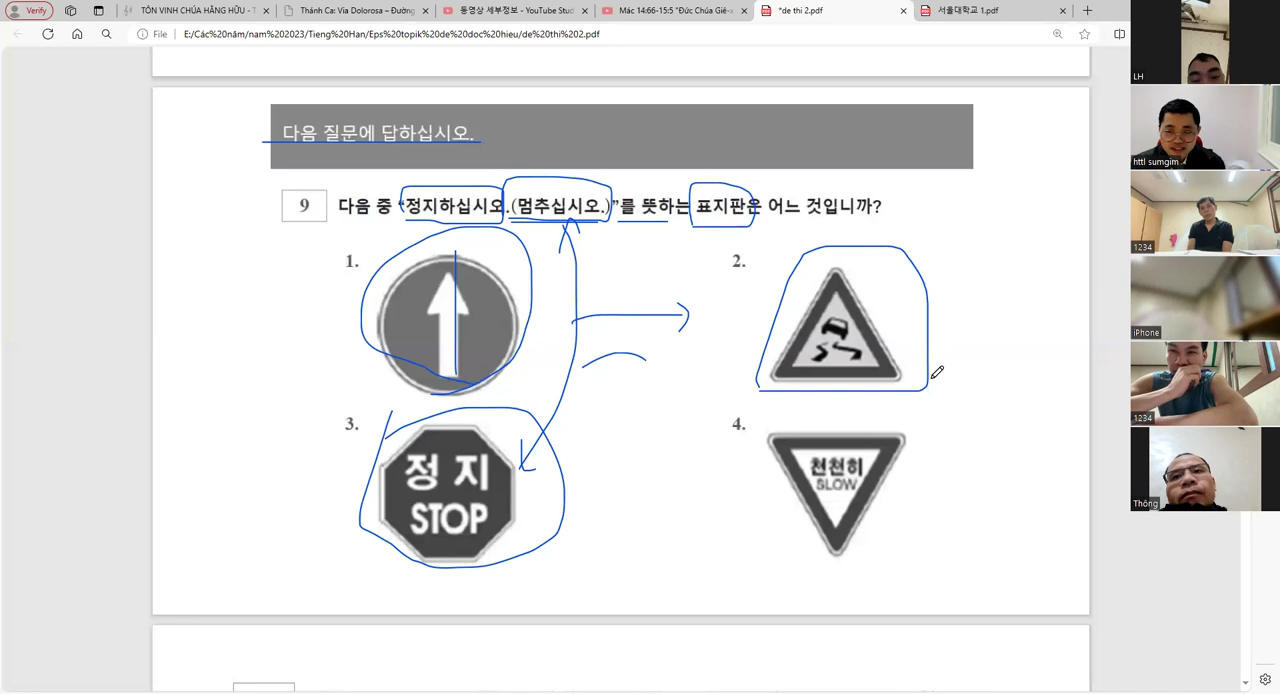 Verify
TÔN VINH CHÚA HẰNG HỮU - T
Thánh Ca: Via Dolorosa – Đường
동영상 세부정보 - YouTube Stud
Mác 14:66-15:5 "Đức Chúa Giê-x
*de thi 2.pdf
서울대학교 1.pdf
File
E:/Các%20năm/nam%202023/Tieng%20Han/Eps%20topik%20de%20doc%20hieu/de%20thi%202.pdf
다음 질문에 답하십시오.
9
다음 중 “정지하십시오.(멈추십시오.)”를 뜻하는 표지판은 어느 것입니까?
1.
2.
3.
정지
STOP
4.
천천히
SLOW
LH
httl sumgim
1234
iPhone
1234
Thông